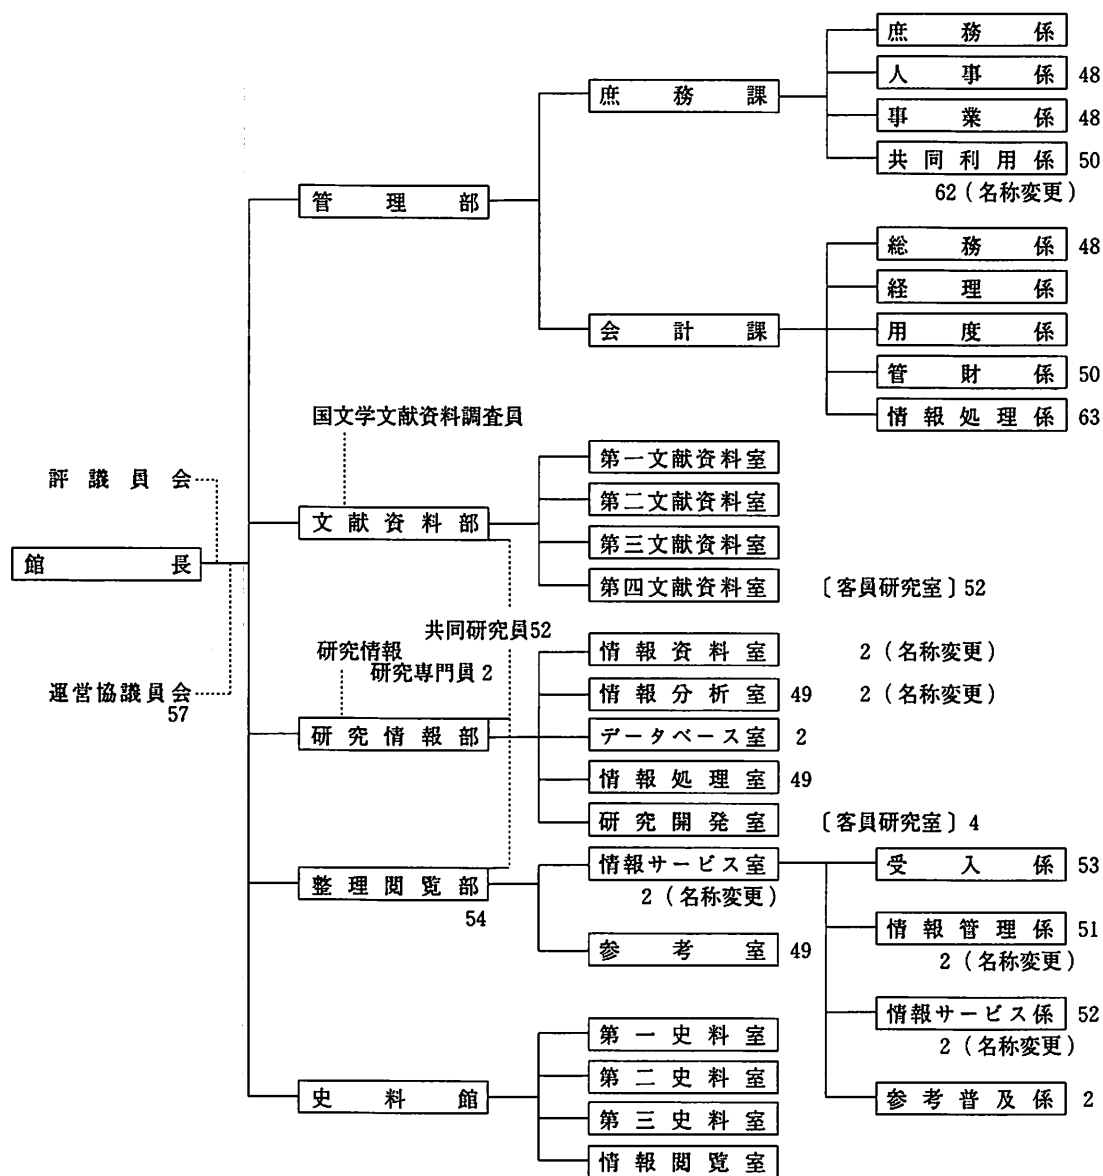 庶務係
人事係 48
庶務課
事業係 48
共同利用係 50
62（名称変更）
管理部
総務係 48
経理係
会計課
用度係
管財係 50
情報処理係 63
国文学文献資料調査員
第一文献資料室
評議員会
第二文献資料室
文献資料部
第三文献資料室
館長
第四文献資料室 〔客員研究室〕52
共同研究員52
研究情報
研究専門員2
情報資料室 2（名称変更）
運営協議員会
57
情報分析室 49 2（名称変更）
研究情報部
データベース室 2
情報処理室 49
研究開発室 〔客員研究室〕4
情報サービス室
2（名称変更）
受入係 53
整理閲覧部
54
情報管理係 51
2（名称変更）
参考室 49
情報サービス係 52
2（名称変更）
第一史料室
第二史料室
史料館
参考普及係 2
第三史料室
情報閲覧室